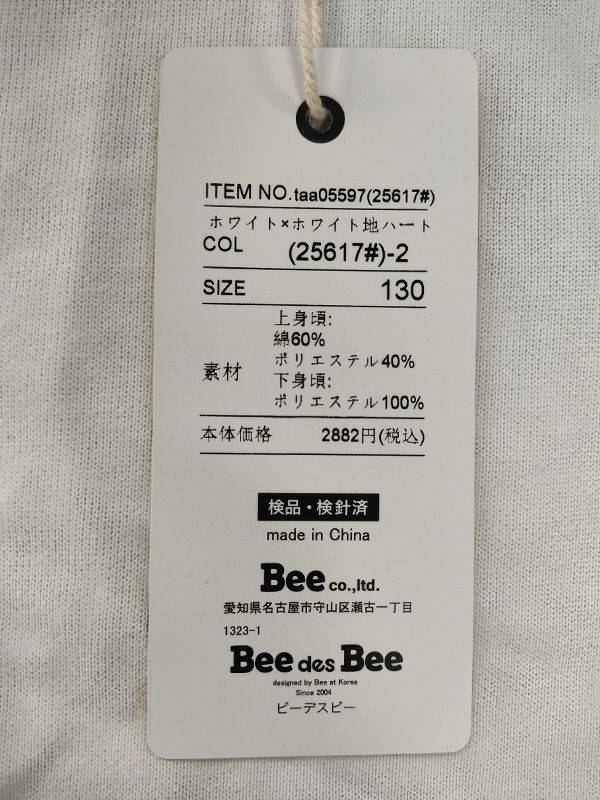 ITEM NO.taa05597(25617#)
ホワイト×ホワイト地ハート
COL (25617#)-2
SIZE 130
素材
上身頃:
綿60%
ポリエステル40%
下身頃:
ポリエステル100%
本体価格 2882円(税込)
検品・検針済
made in China
Bee co.,ltd.
愛知県名古屋市守山区瀬古一丁目
1323-1
Bee des Bee
designed by Bee at Korea
Since 2004
ビーデスビー